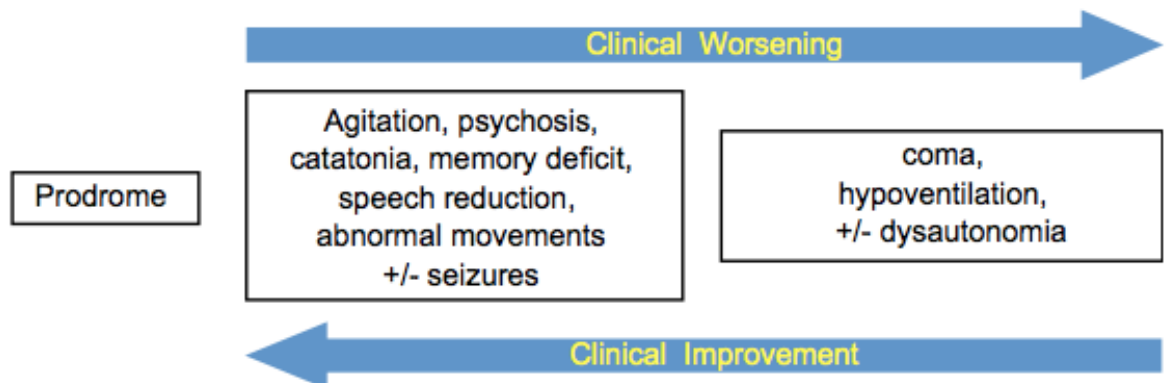 Clinical Worsening
Prodrome
Agitation, psychosis,
catatonia, memory deficit,
speech reduction,
abnormal movements
+/- seizures
coma,
hypoventilation,
+/- dysautonomia
Clinical Improvement